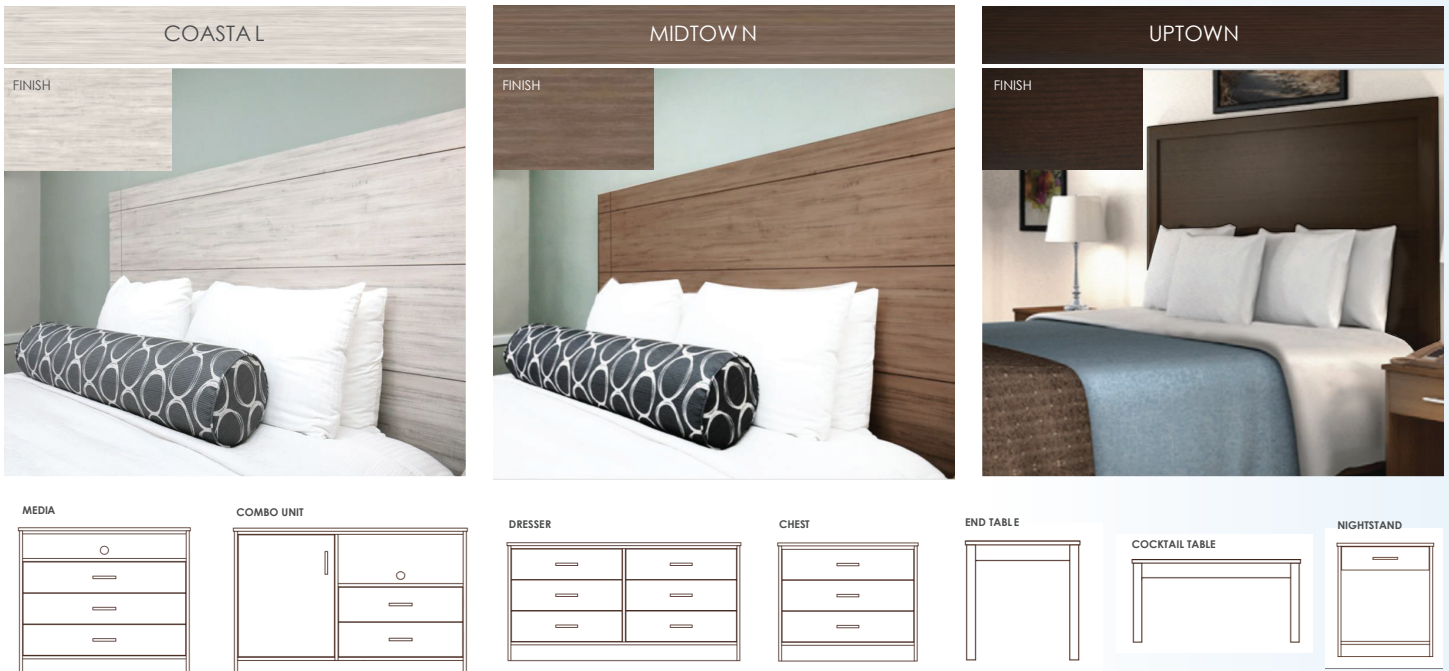 COASTAL
MIDTOWN
UPTOWN
FINISH
FINISH
FINISH
MEDIA
COMBO UNIT
DRESSER
CHEST
END TABLE
COCKTAIL TABLE
NIGHTSTAND